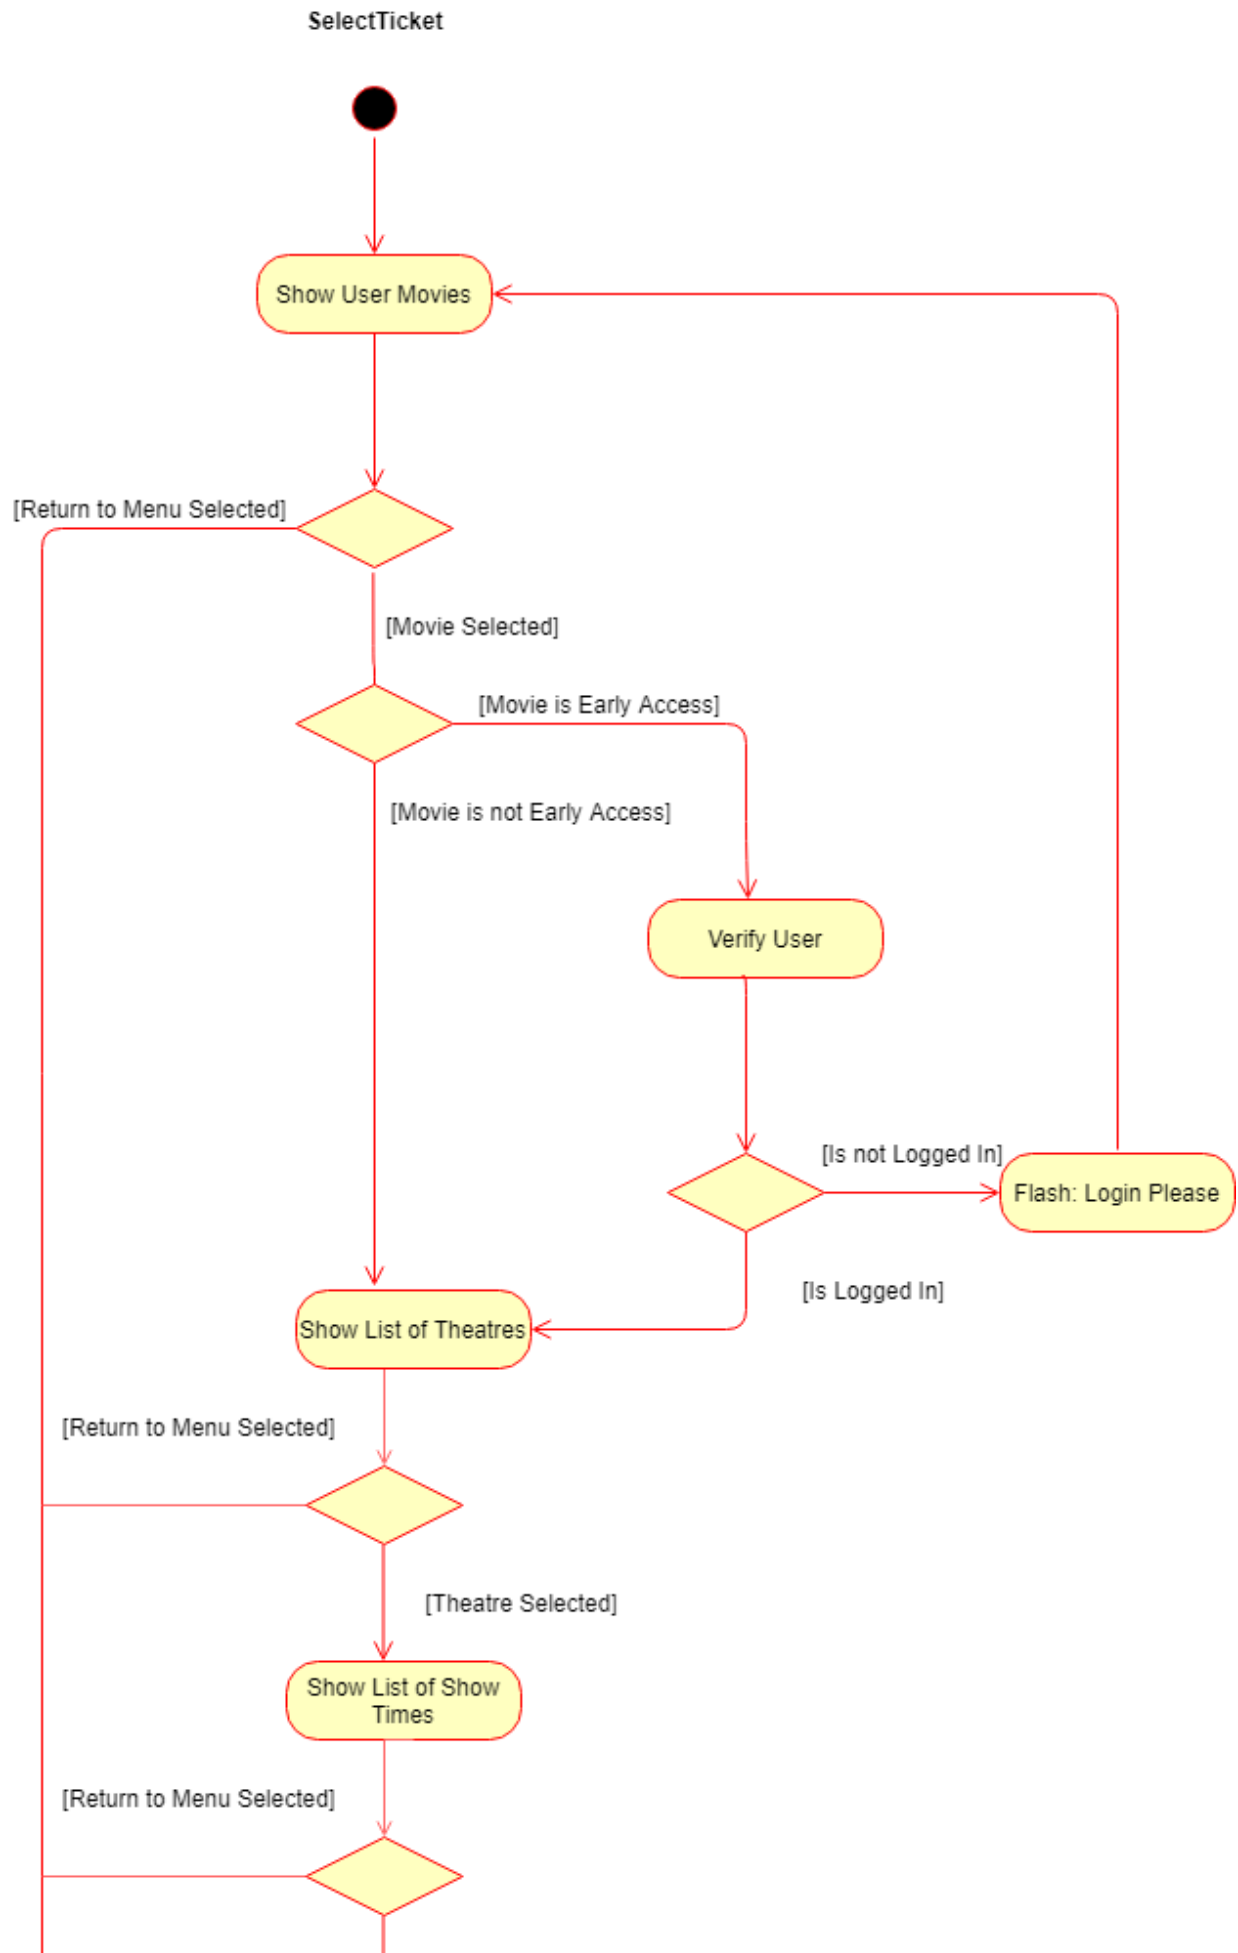 SelectTicket
Show User Movies
[Return to Menu Selected]
[Movie Selected]
[Movie is Early Access]
[Movie is not Early Access]
Verify User
[Is not Logged In]
Flash: Login Please
[Is Logged In]
Show List of Theatres
[Return to Menu Selected]
[Theatre Selected]
Show List of Show
Times
[Return to Menu Selected]